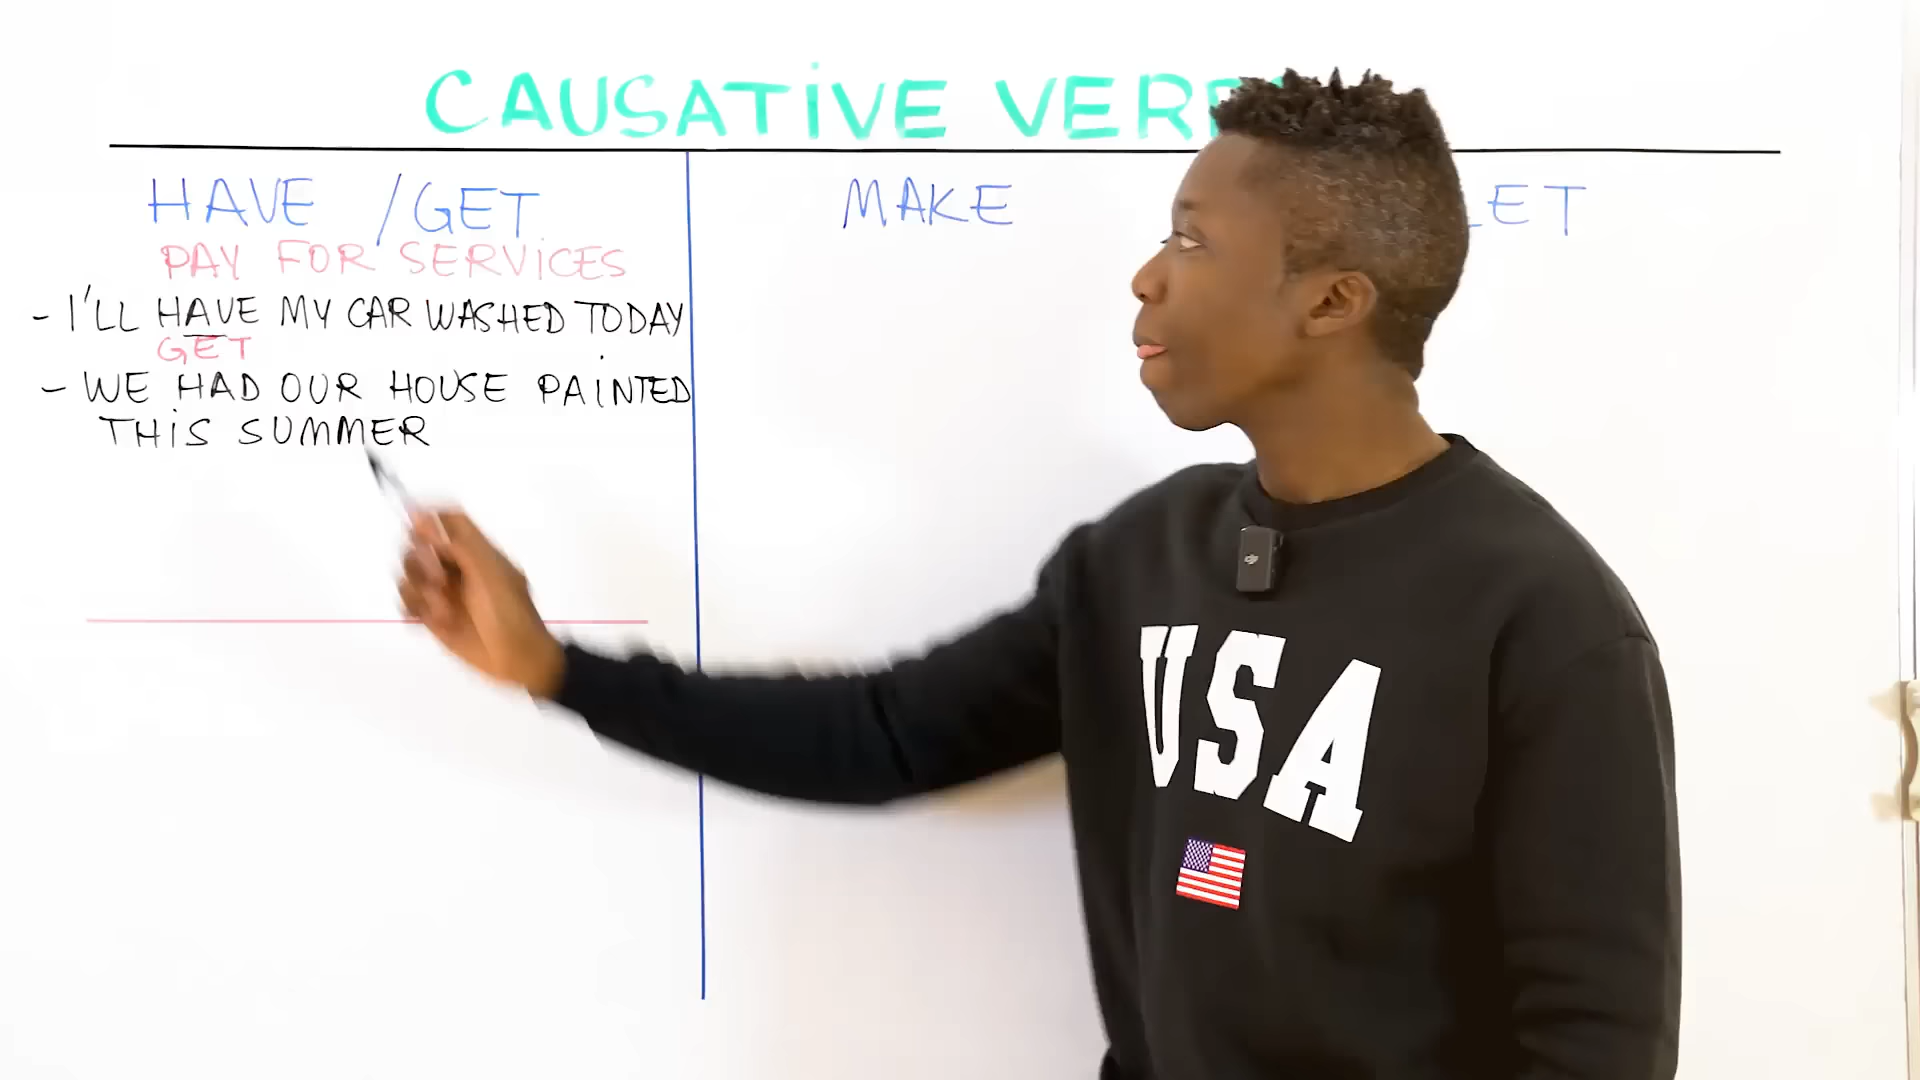 CAUSATIVE VER
HAVE / GET
PAY FOR SERVICES
- I'LL HAVE MY CAR WASHED TODAY
GET
- WE HAD OUR HOUSE PAINTED
THIS SUMMER
MAKE
LET
USA